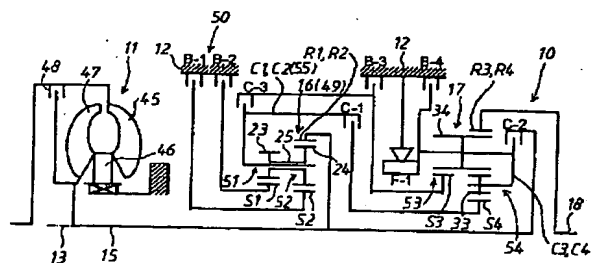 50
11
12
B-1
B-2
R1, R2
12
B-3
B-4
10
48
47
45
C1, C2(55)
16(49)
17
R3, R4
C-3
C-1
34
C-2
23
25
24
46
F-1
51
S1
S2
52
53
S3
33
S4
54
C3, C4
18
13
15